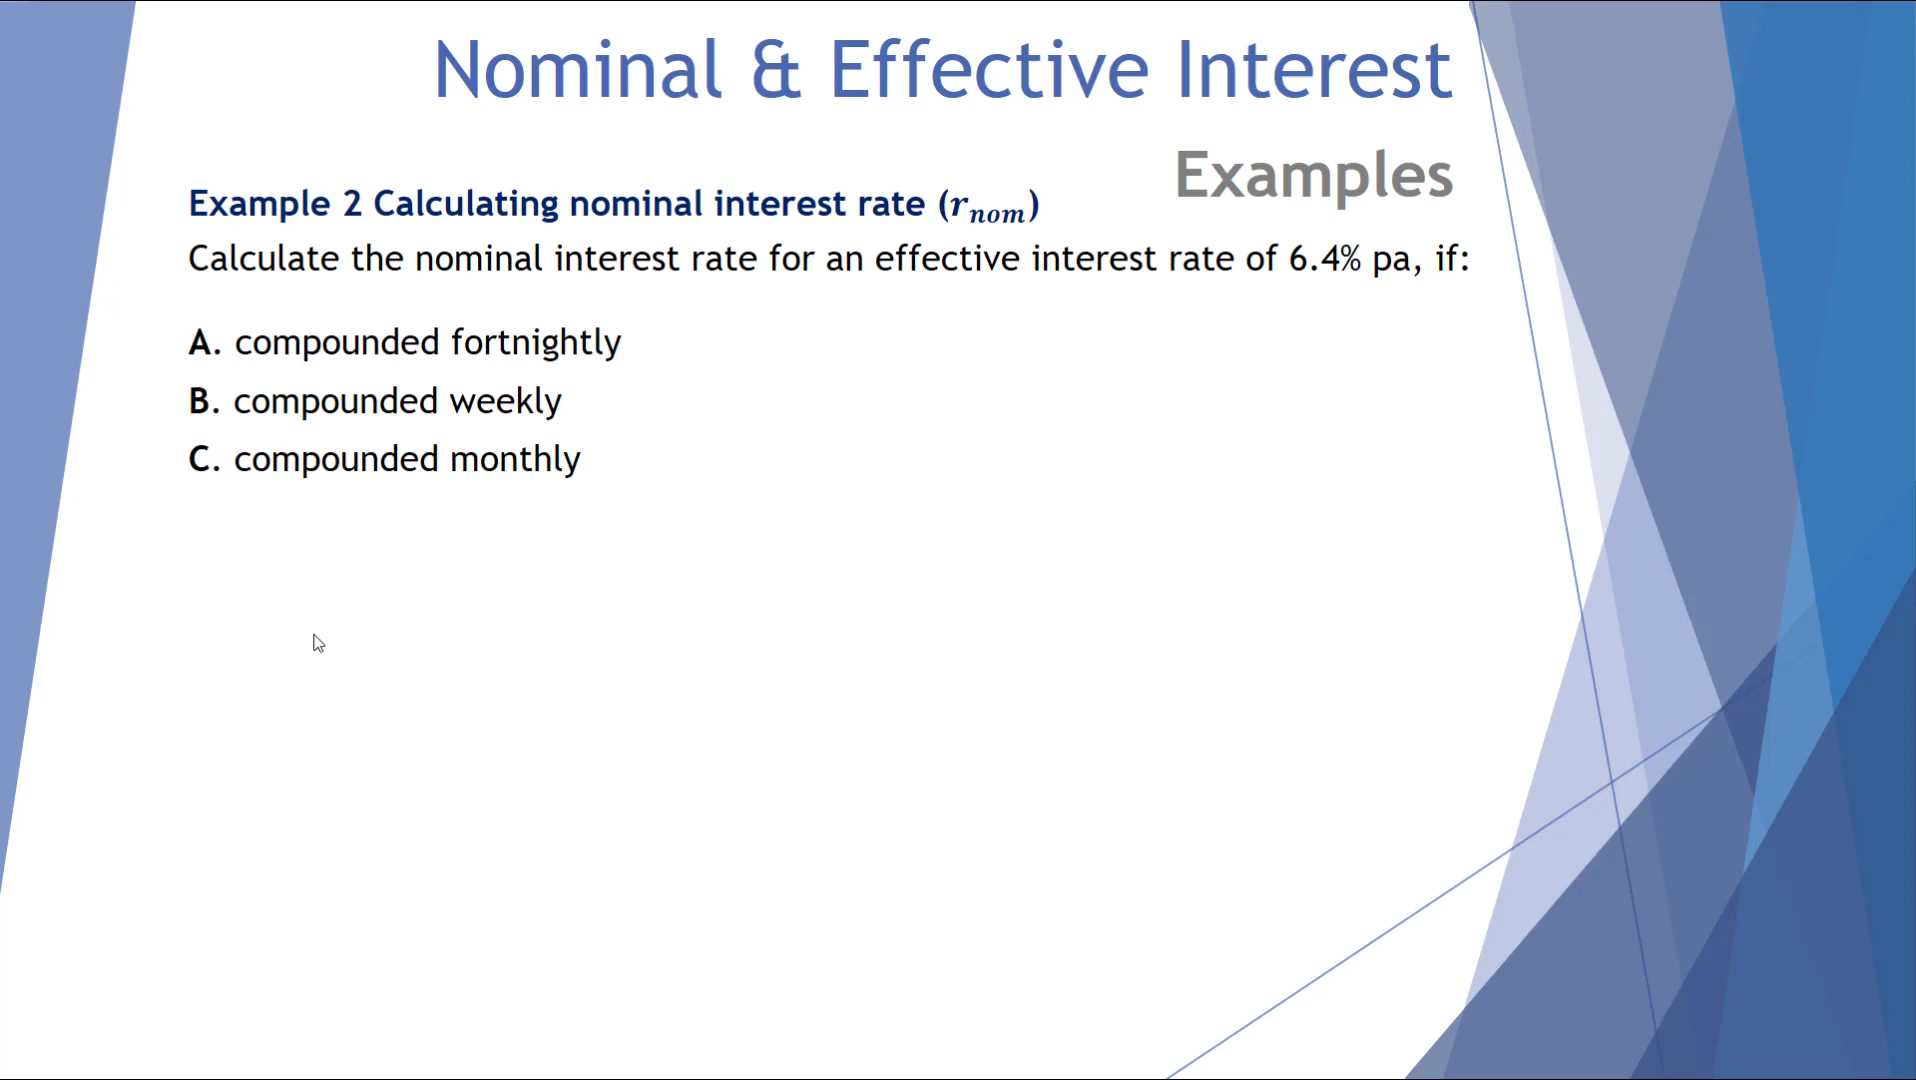 Nominal & Effective Interest
Examples
Example 2 Calculating nominal interest rate (r_nom)
Calculate the nominal interest rate for an effective interest rate of 6.4% pa, if:
A. compounded fortnightly
B. compounded weekly
C. compounded monthly